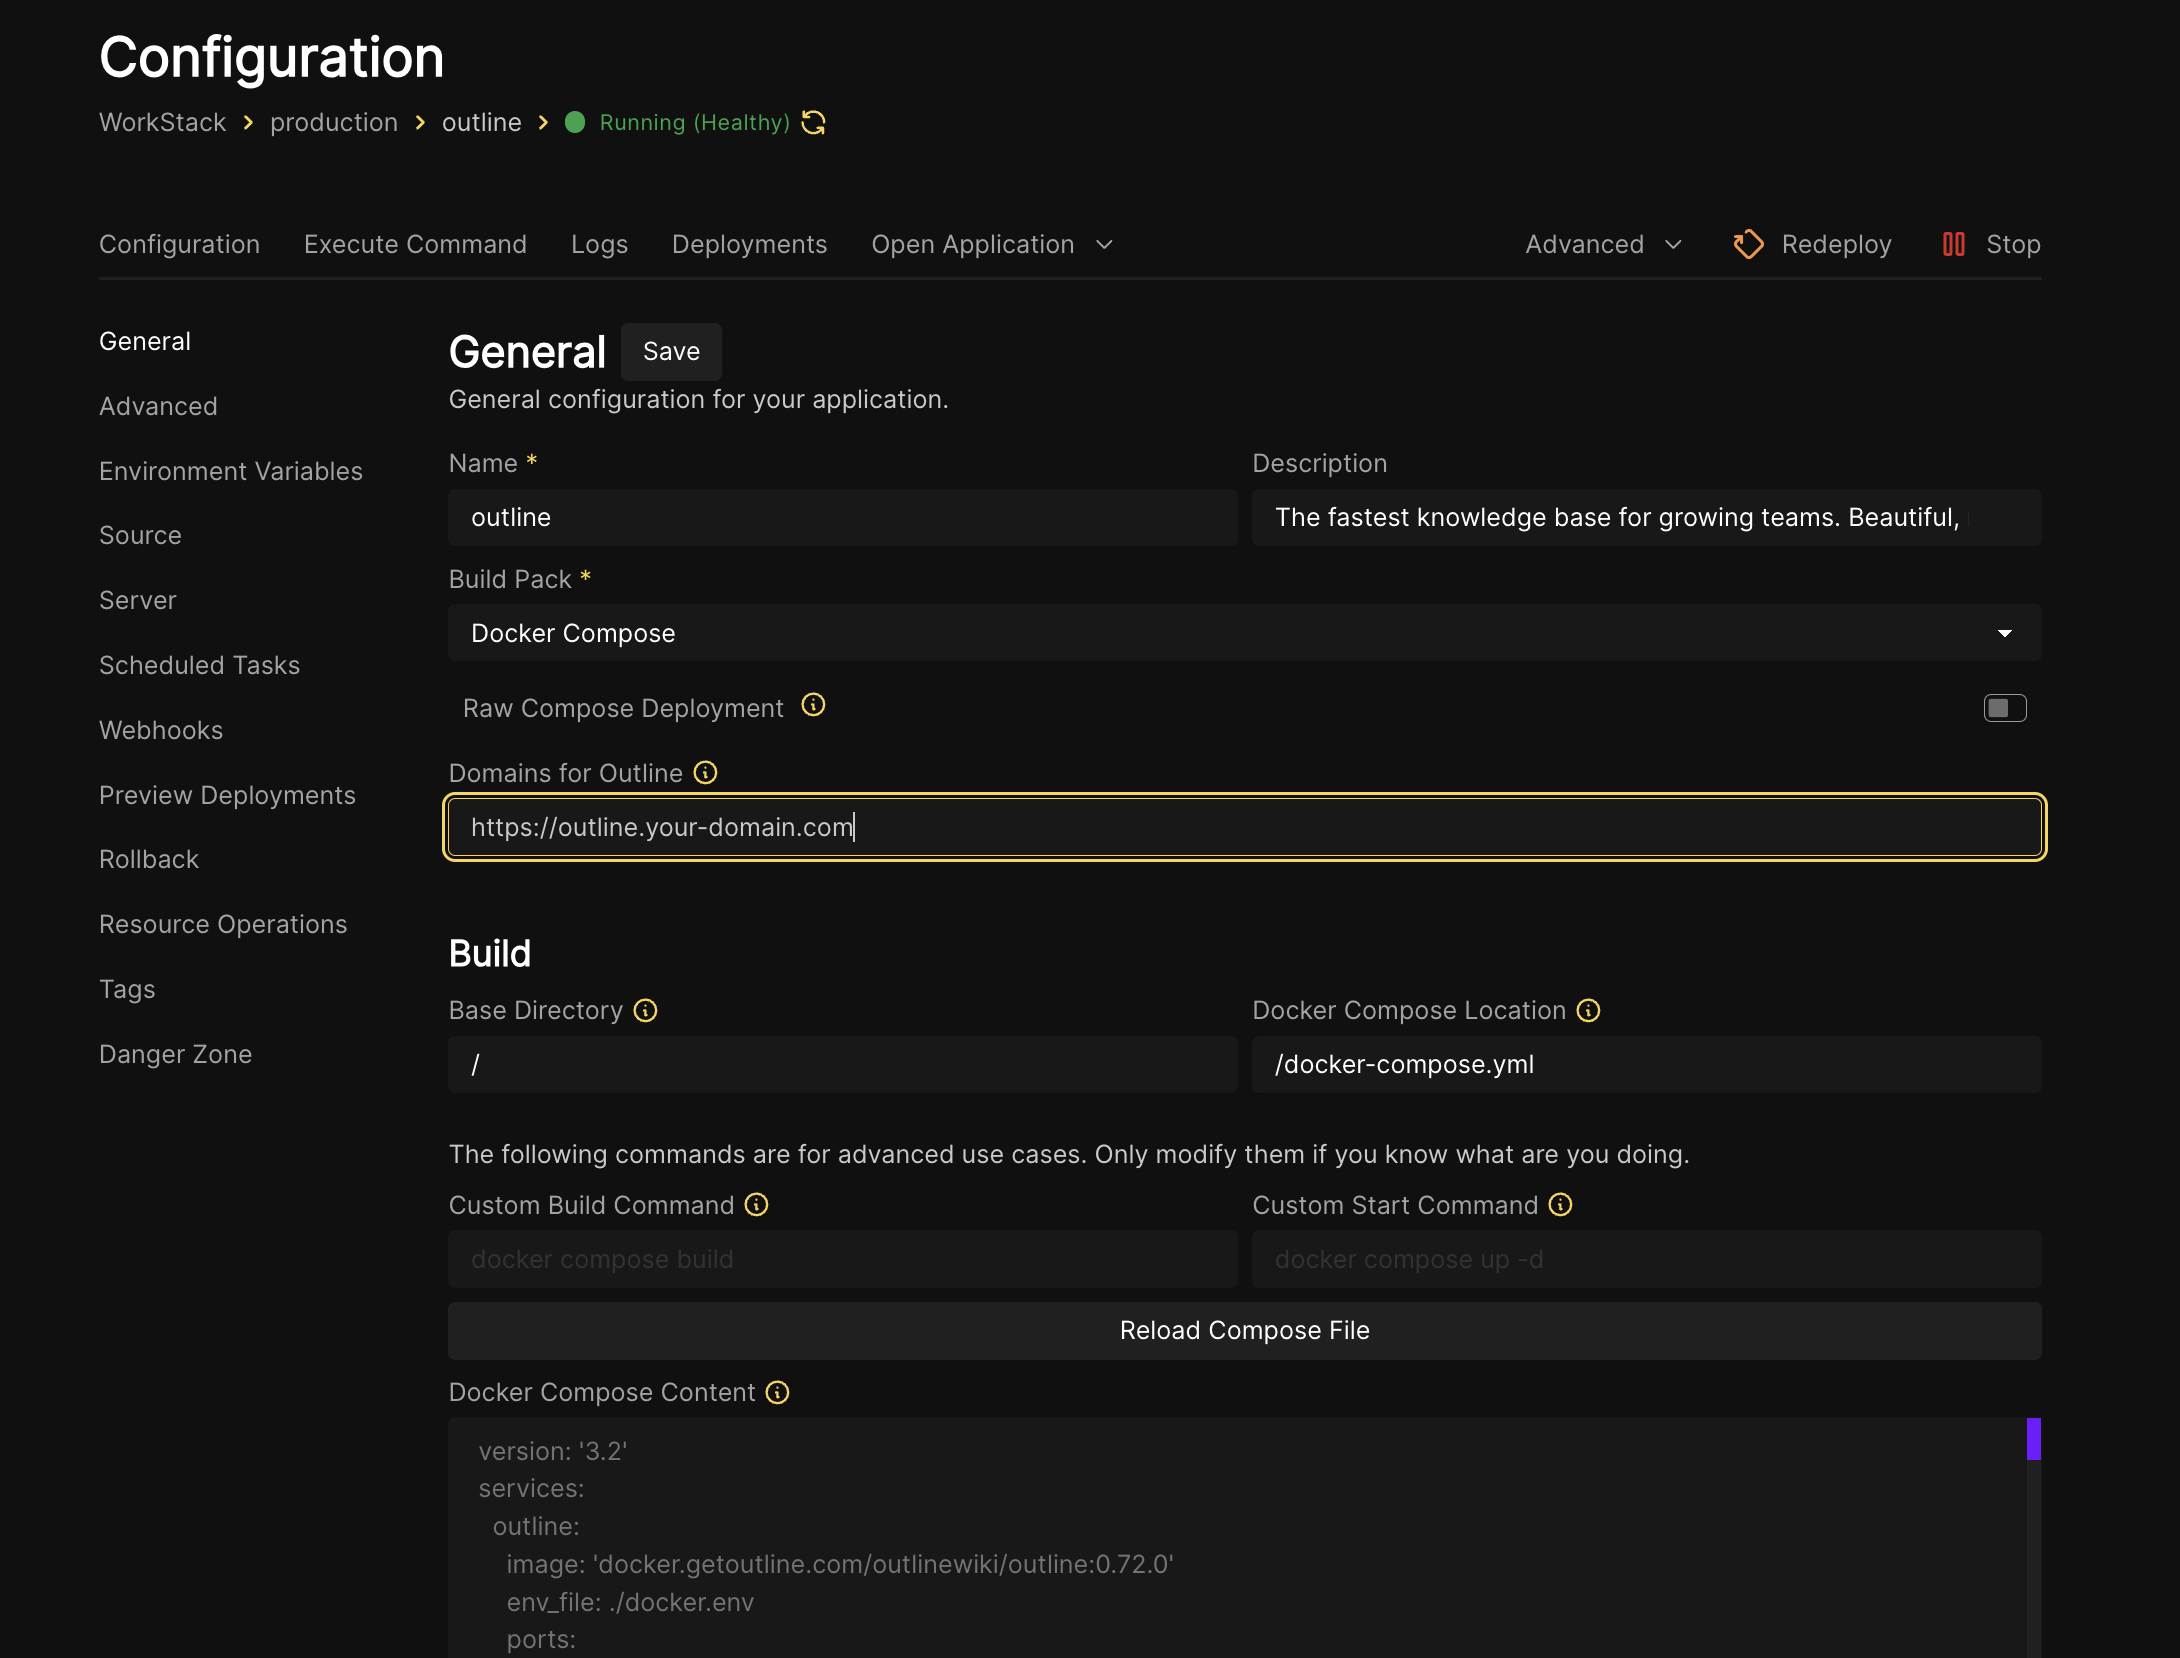 Configuration
WorkStack > production > outline > Running (Healthy)
Configuration Execute Command Logs Deployments Open Application Advanced Redeploy Stop
General
Advanced
Environment Variables
Source
Server
Scheduled Tasks
Webhooks
Preview Deployments
Rollback
Resource Operations
Tags
Danger Zone
General Save
General configuration for your application.
Name * Description
outline The fastest knowledge base for growing teams. Beautiful,
Build Pack *
Docker Compose
Raw Compose Deployment
Domains for Outline
https://outline.your-domain.com
Build
Base Directory Docker Compose Location
/ /docker-compose.yml
The following commands are for advanced use cases. Only modify them if you know what are you doing.
Custom Build Command Custom Start Command
docker compose build docker compose up -d
Reload Compose File
Docker Compose Content
version: '3.2'
services:
outline:
image: 'docker.getoutline.com/outlinewiki/outline:0.72.0'
env_file: ./docker.env
ports: